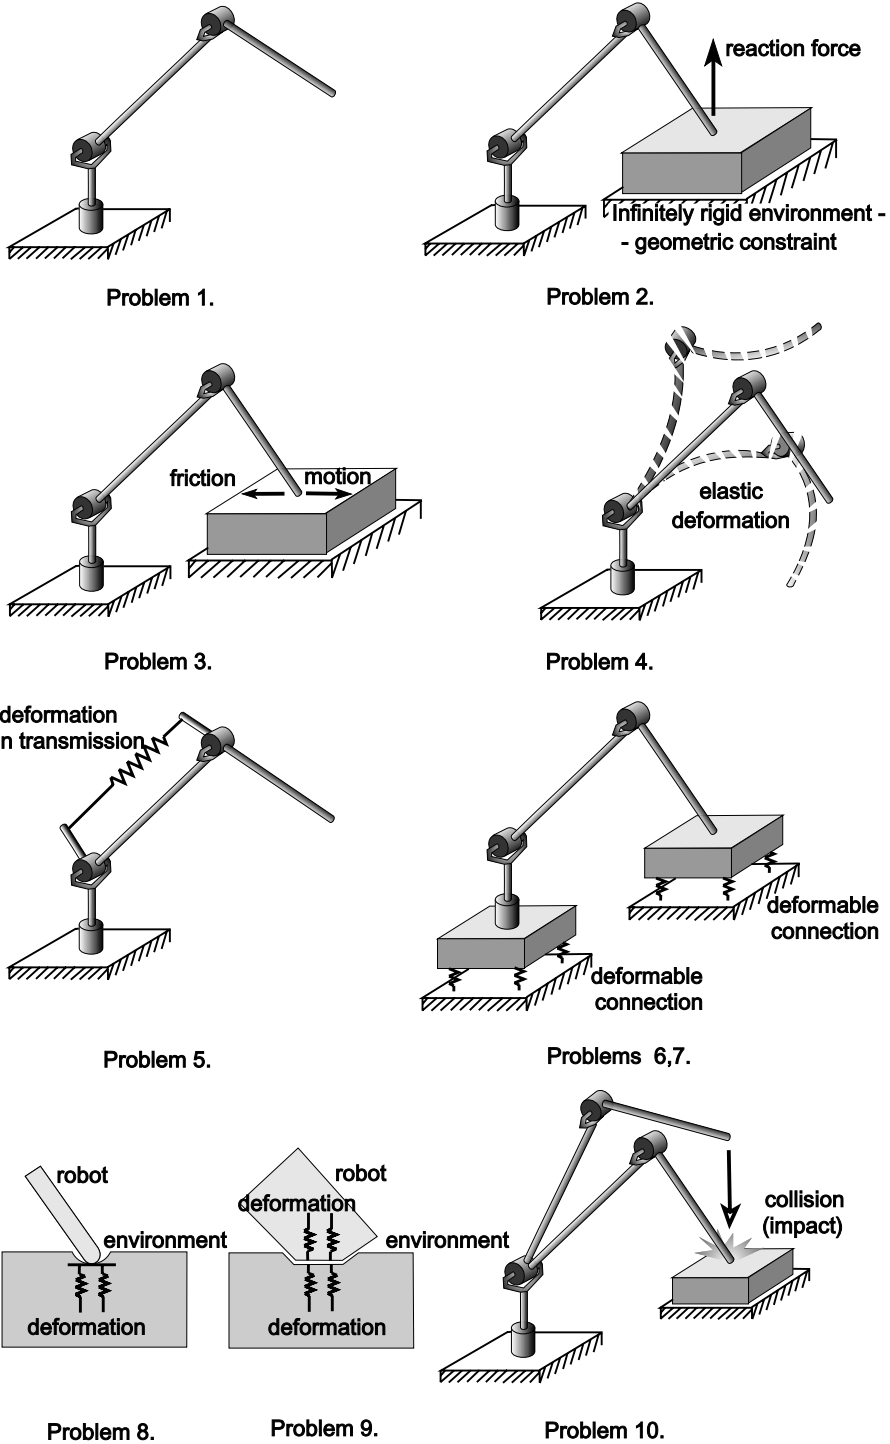 reaction force
Infinitely rigid environment -
- geometric constraint
Problem 1.
Problem 2.
friction
motion
elastic
deformation
Problem 3.
Problem 4.
deformation
n transmission
deformable
connection
deformable
connection
Problem 5.
Problems 6,7.
robot
environment
deformation
robot
deformation
environment
deformation
collision
(impact)
Problem 8.
Problem 9.
Problem 10.